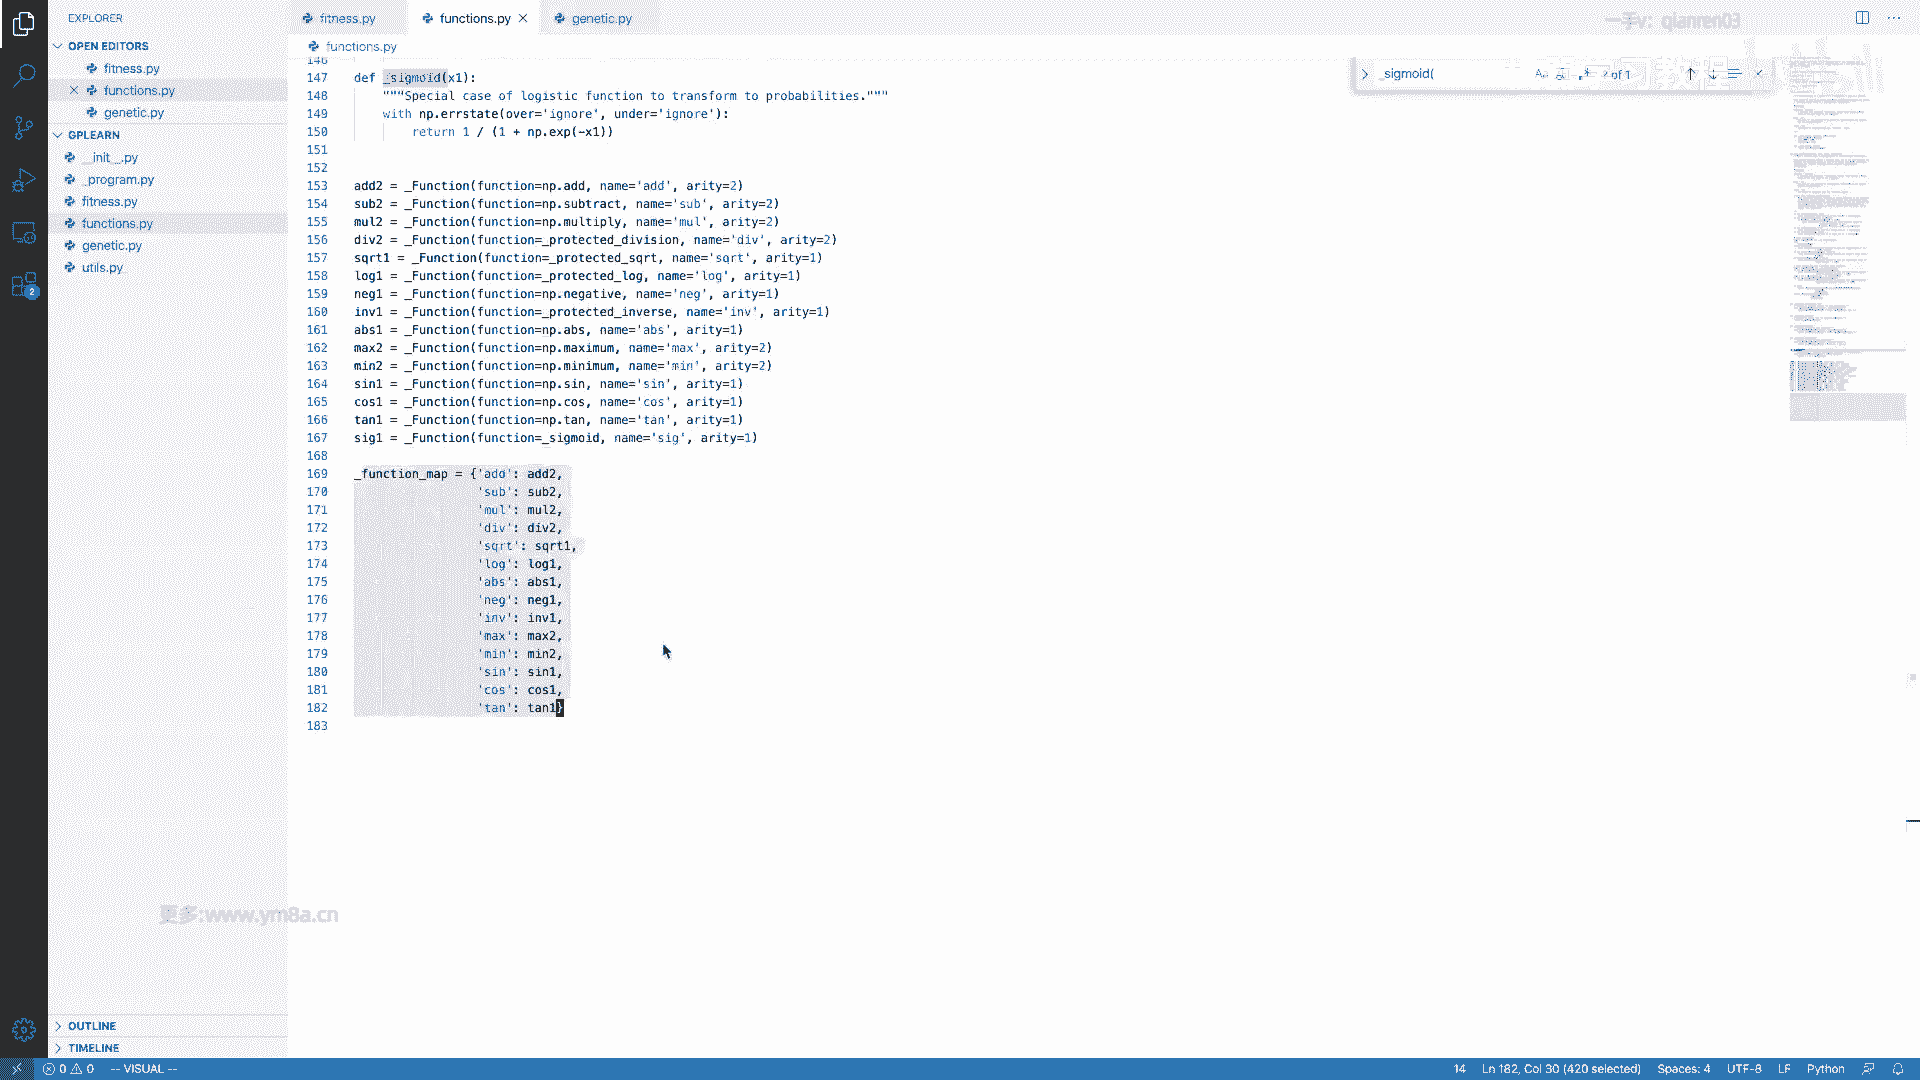 EXPLORER
OPEN EDITORS
fitness.py
functions.py
genetic.py
GPLEARN
__init__.py
_program.py
fitness.py
functions.py
genetic.py
utils.py
OUTLINE
TIMELINE
2
fitness.py
functions.py
genetic.py
functions.py
_sigmoid(
? of 1
一手v: qianren03
146
147 def _sigmoid(x1):
148 """Special case of logistic function to transform to probabilities."""
149 with np.errstate(over='ignore', under='ignore'):
150 return 1 / (1 + np.exp(-x1))
151
152
153 add2 = _Function(function=np.add, name='add', arity=2)
154 sub2 = _Function(function=np.subtract, name='sub', arity=2)
155 mul2 = _Function(function=np.multiply, name='mul', arity=2)
156 div2 = _Function(function=_protected_division, name='div', arity=2)
157 sqrt1 = _Function(function=_protected_sqrt, name='sqrt', arity=1)
158 log1 = _Function(function=_protected_log, name='log', arity=1)
159 neg1 = _Function(function=np.negative, name='neg', arity=1)
160 inv1 = _Function(function=_protected_inverse, name='inv', arity=1)
161 abs1 = _Function(function=np.abs, name='abs', arity=1)
162 max2 = _Function(function=np.maximum, name='max', arity=2)
163 min2 = _Function(function=np.minimum, name='min', arity=2)
164 sin1 = _Function(function=np.sin, name='sin', arity=1)
165 cos1 = _Function(function=np.cos, name='cos', arity=1)
166 tan1 = _Function(function=np.tan, name='tan', arity=1)
167 sig1 = _Function(function=_sigmoid, name='sig', arity=1)
168
169 _function_map = {'add': add2,
170 'sub': sub2,
171 'mul': mul2,
172 'div': div2,
173 'sqrt': sqrt1,
174 'log': log1,
175 'abs': abs1,
176 'neg': neg1,
177 'inv': inv1,
178 'max': max2,
179 'min': min2,
180 'sin': sin1,
181 'cos': cos1,
182 'tan': tan1}
183
更多:www.ym8a.cn
0 0 -- VISUAL --
14 Ln 182, Col 30 (420 selected) Spaces: 4 UTF-8 LF Python